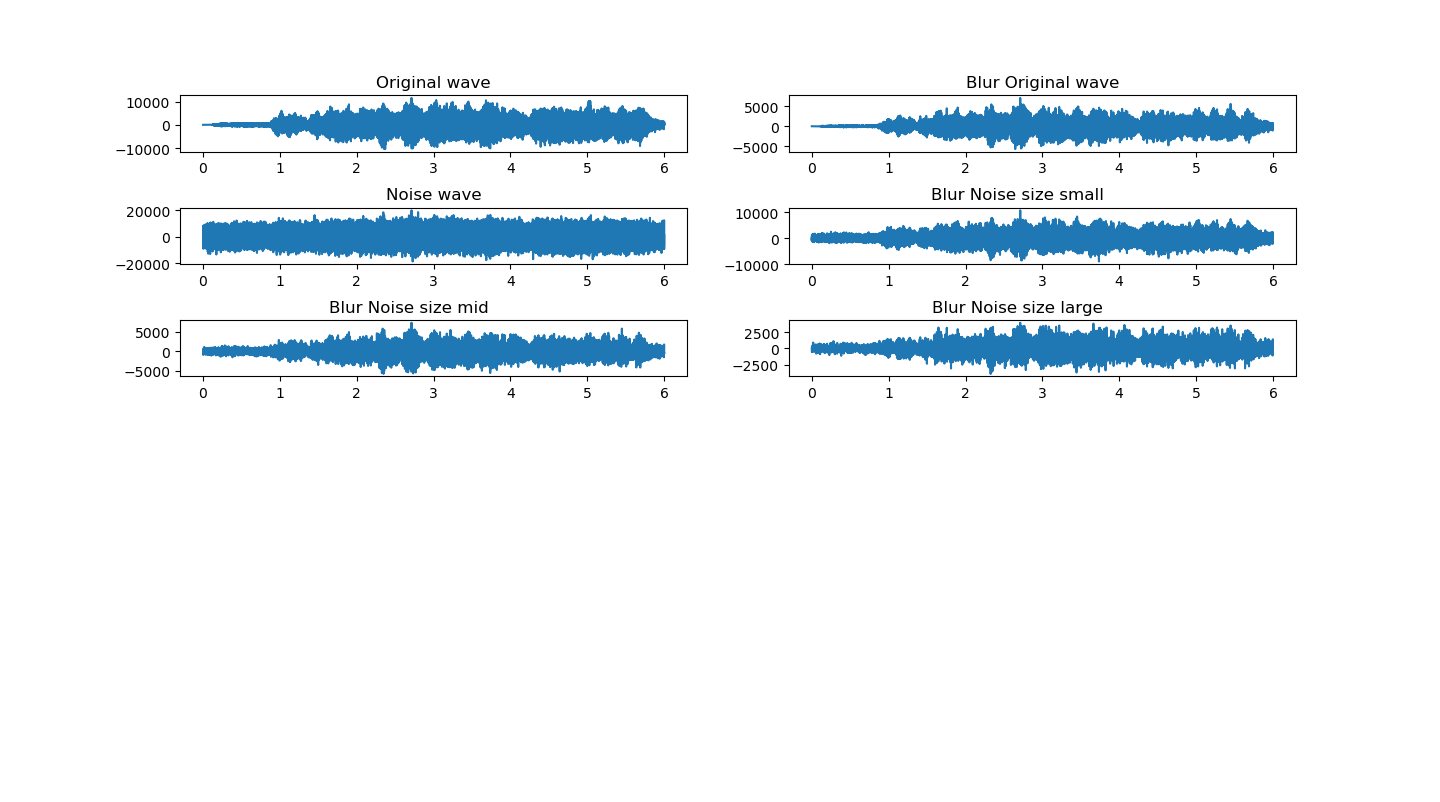 Original wave
10000
0
−10000
0 1 2 3 4 5 6
Blur Original wave
5000
0
−5000
0 1 2 3 4 5 6
Noise wave
20000
0
−20000
0 1 2 3 4 5 6
Blur Noise size small
10000
0
−10000
0 1 2 3 4 5 6
Blur Noise size mid
5000
0
−5000
0 1 2 3 4 5 6
Blur Noise size large
2500
0
−2500
0 1 2 3 4 5 6